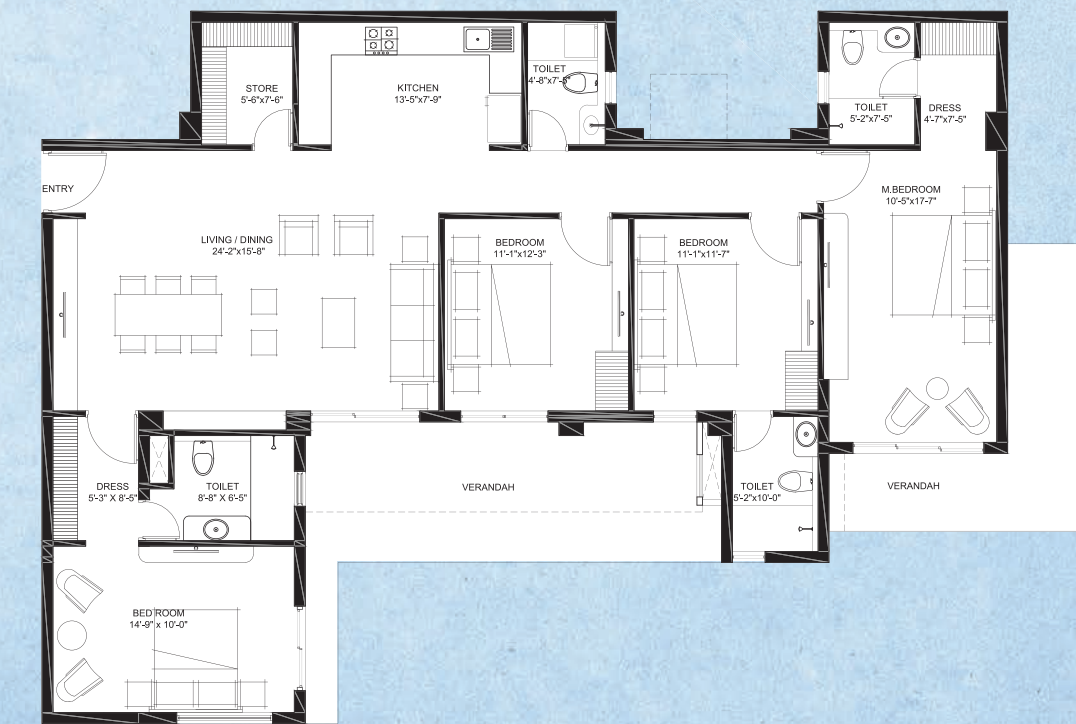 STORE
5'-6"x7'-6"
KITCHEN
13'-5"x7'-9"
TOILET
4'-8"x7'-5"
TOILET
5'-2"x7'-5"
DRESS
4'-7"x7'-5"
ENTRY
LIVING / DINING
24'-2"x15'-8"
BEDROOM
11'-1"x12'-3"
BEDROOM
11'-1"x11'-7"
M.BEDROOM
10'-5"x17'-7"
DRESS
5'-3" X 8'-5"
TOILET
8'-8" X 6'-5"
VERANDAH
TOILET
5'-2"x10'-0"
VERANDAH
BED ROOM
14'-9" x 10'-0"